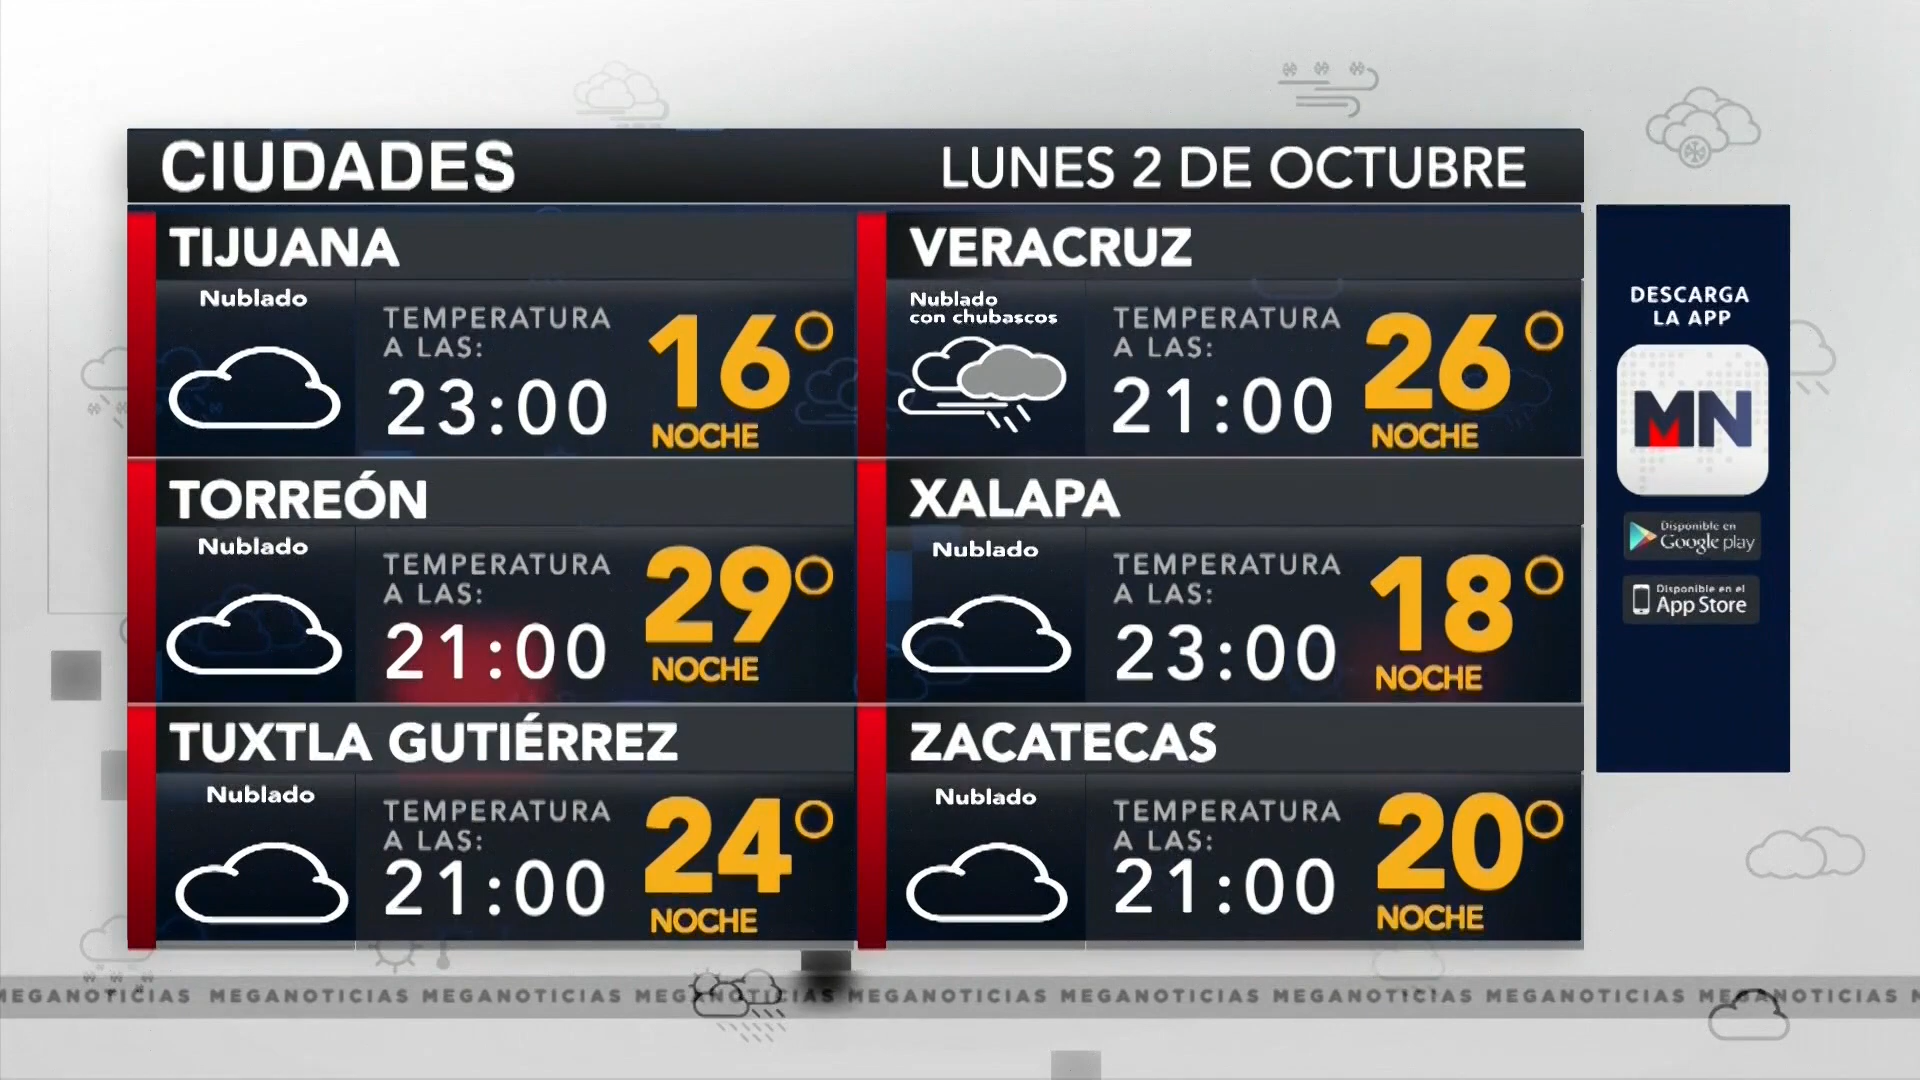 CIUDADES
LUNES 2 DE OCTUBRE
TIJUANA
Nublado
TEMPERATURA
A LAS:
23:00
16°
NOCHE
VERACRUZ
Nublado
con chubascos
TEMPERATURA
A LAS:
21:00
26°
NOCHE
TORREÓN
Nublado
TEMPERATURA
A LAS:
21:00
29°
NOCHE
XALAPA
Nublado
TEMPERATURA
A LAS:
23:00
18°
NOCHE
TUXTLA GUTIÉRREZ
Nublado
TEMPERATURA
A LAS:
21:00
24°
NOCHE
ZACATECAS
Nublado
TEMPERATURA
A LAS:
21:00
20°
NOCHE
DESCARGA
LA APP
MN
Disponible en
Google play
Disponible en el
App Store
MEGANOTICIAS MEGANOTICIAS MEGANOTICIAS MEGANOTICIAS MEGANOTICIAS MEGANOTICIAS MEGANOTICIAS MEGANOTICIAS MEGANOTICIAS